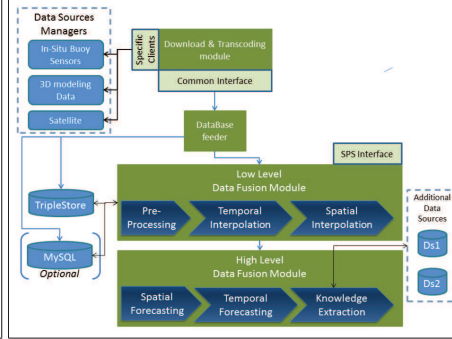 Data Sources
Managers
In-Situ Buoy
Sensors
3D modeling
Data
Satellite
Specific
Clients
Download & Transcoding
module
Common Interface
DataBase
feeder
SPS Interface
Low Level
Data Fusion Module
Pre-
Processing
Temporal
Interpolation
Spatial
Interpolation
TripleStore
MySQL
Optional
High Level
Data Fusion Module
Spatial
Forecasting
Temporal
Forecasting
Knowledge
Extraction
Additional
Data
Sources
Ds1
Ds2